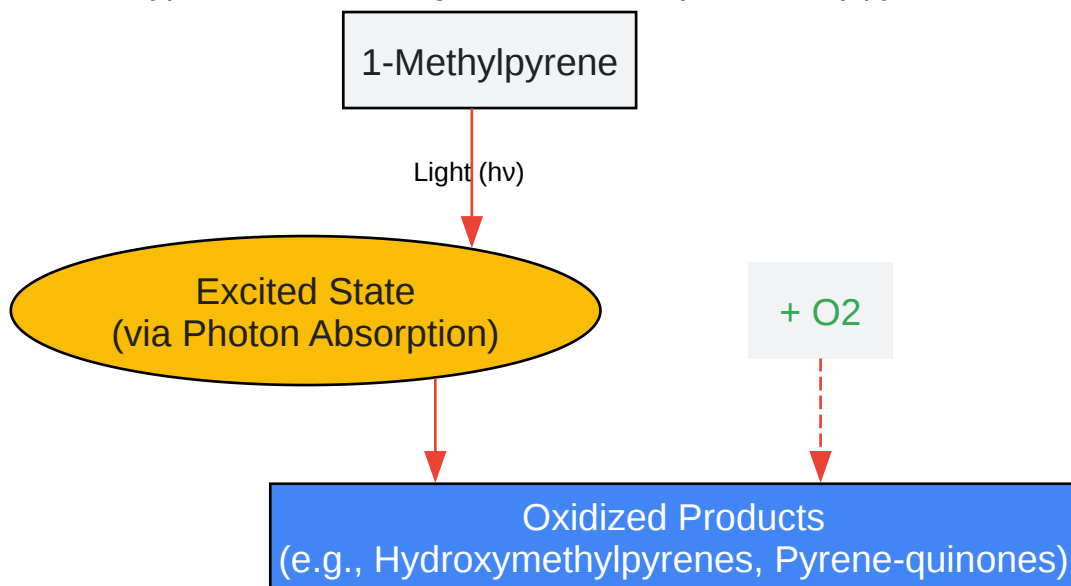 1-Methylpyrene
Light (hν)
Excited State
(via Photon Absorption)
+ O2
Oxidized Products
(e.g., Hydroxymethylpyrenes, Pyrene-quinones)